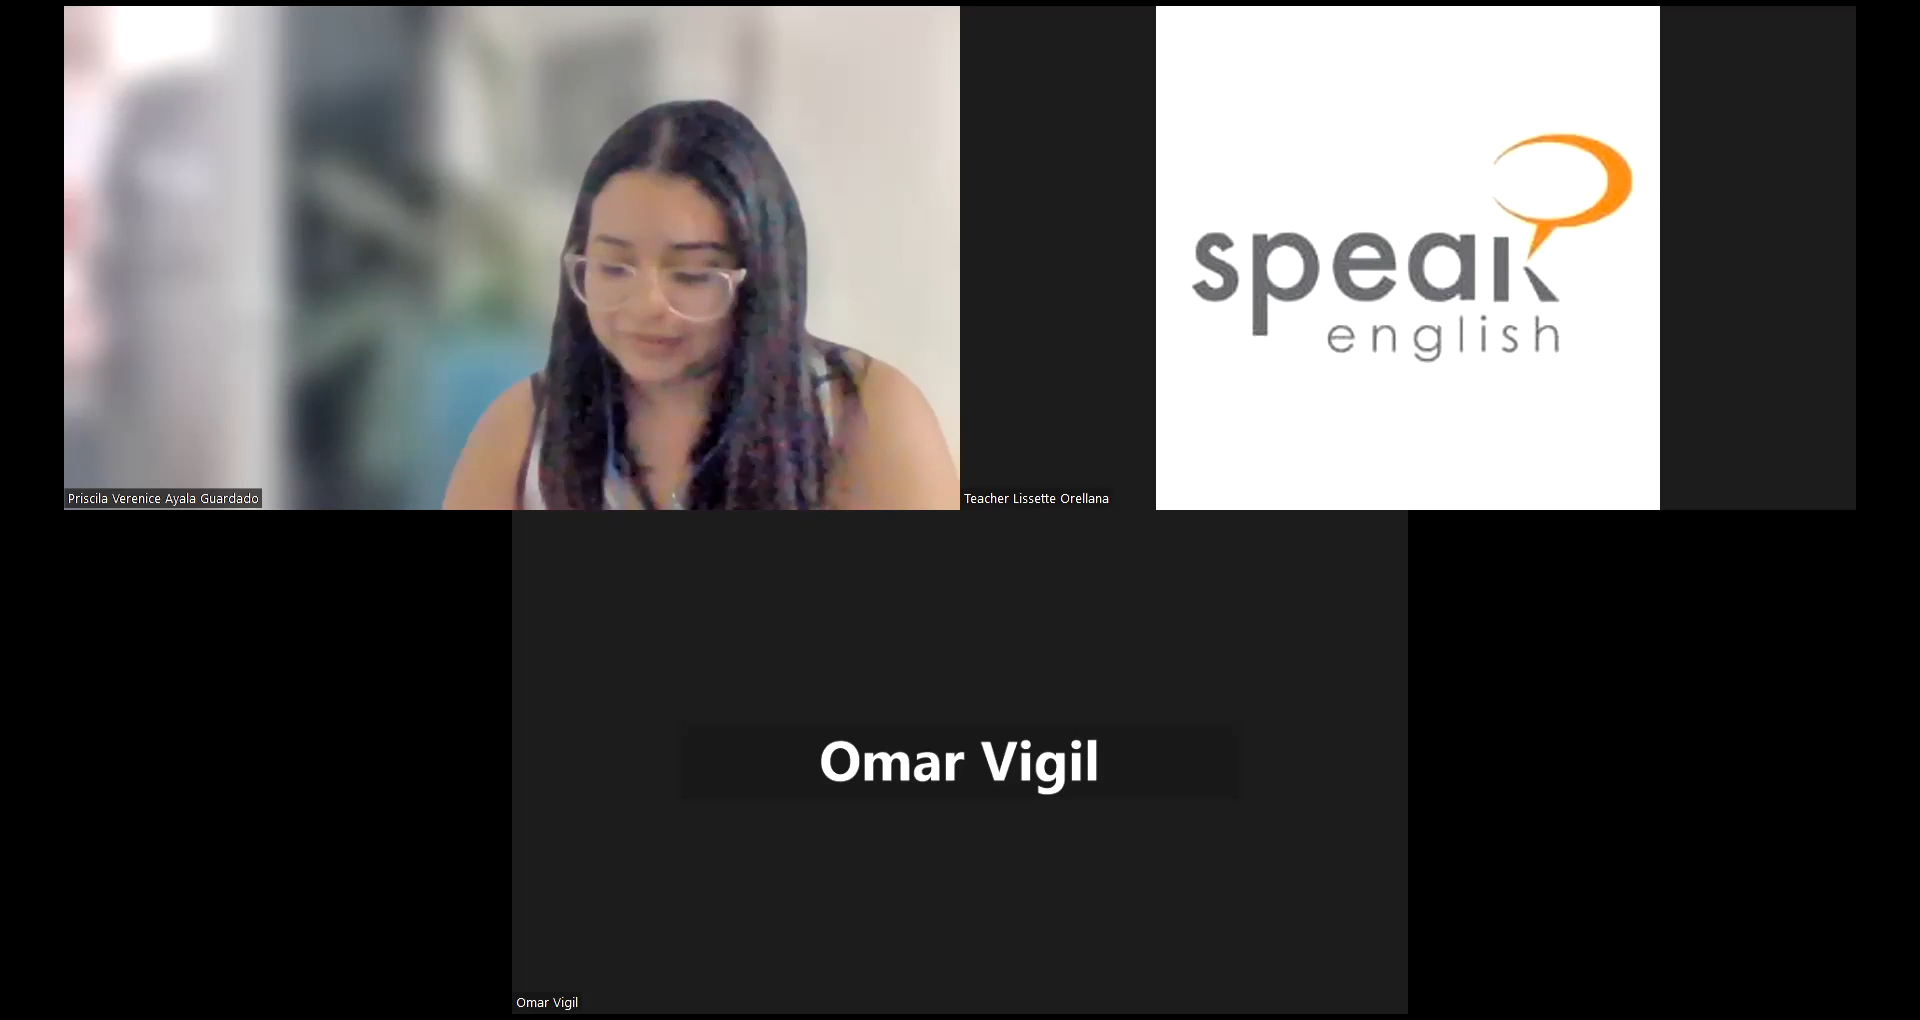 speak
english
Priscila Verenice Ayala Guardado
Teacher Lissette Orellana
Omar Vigil
Omar Vigil